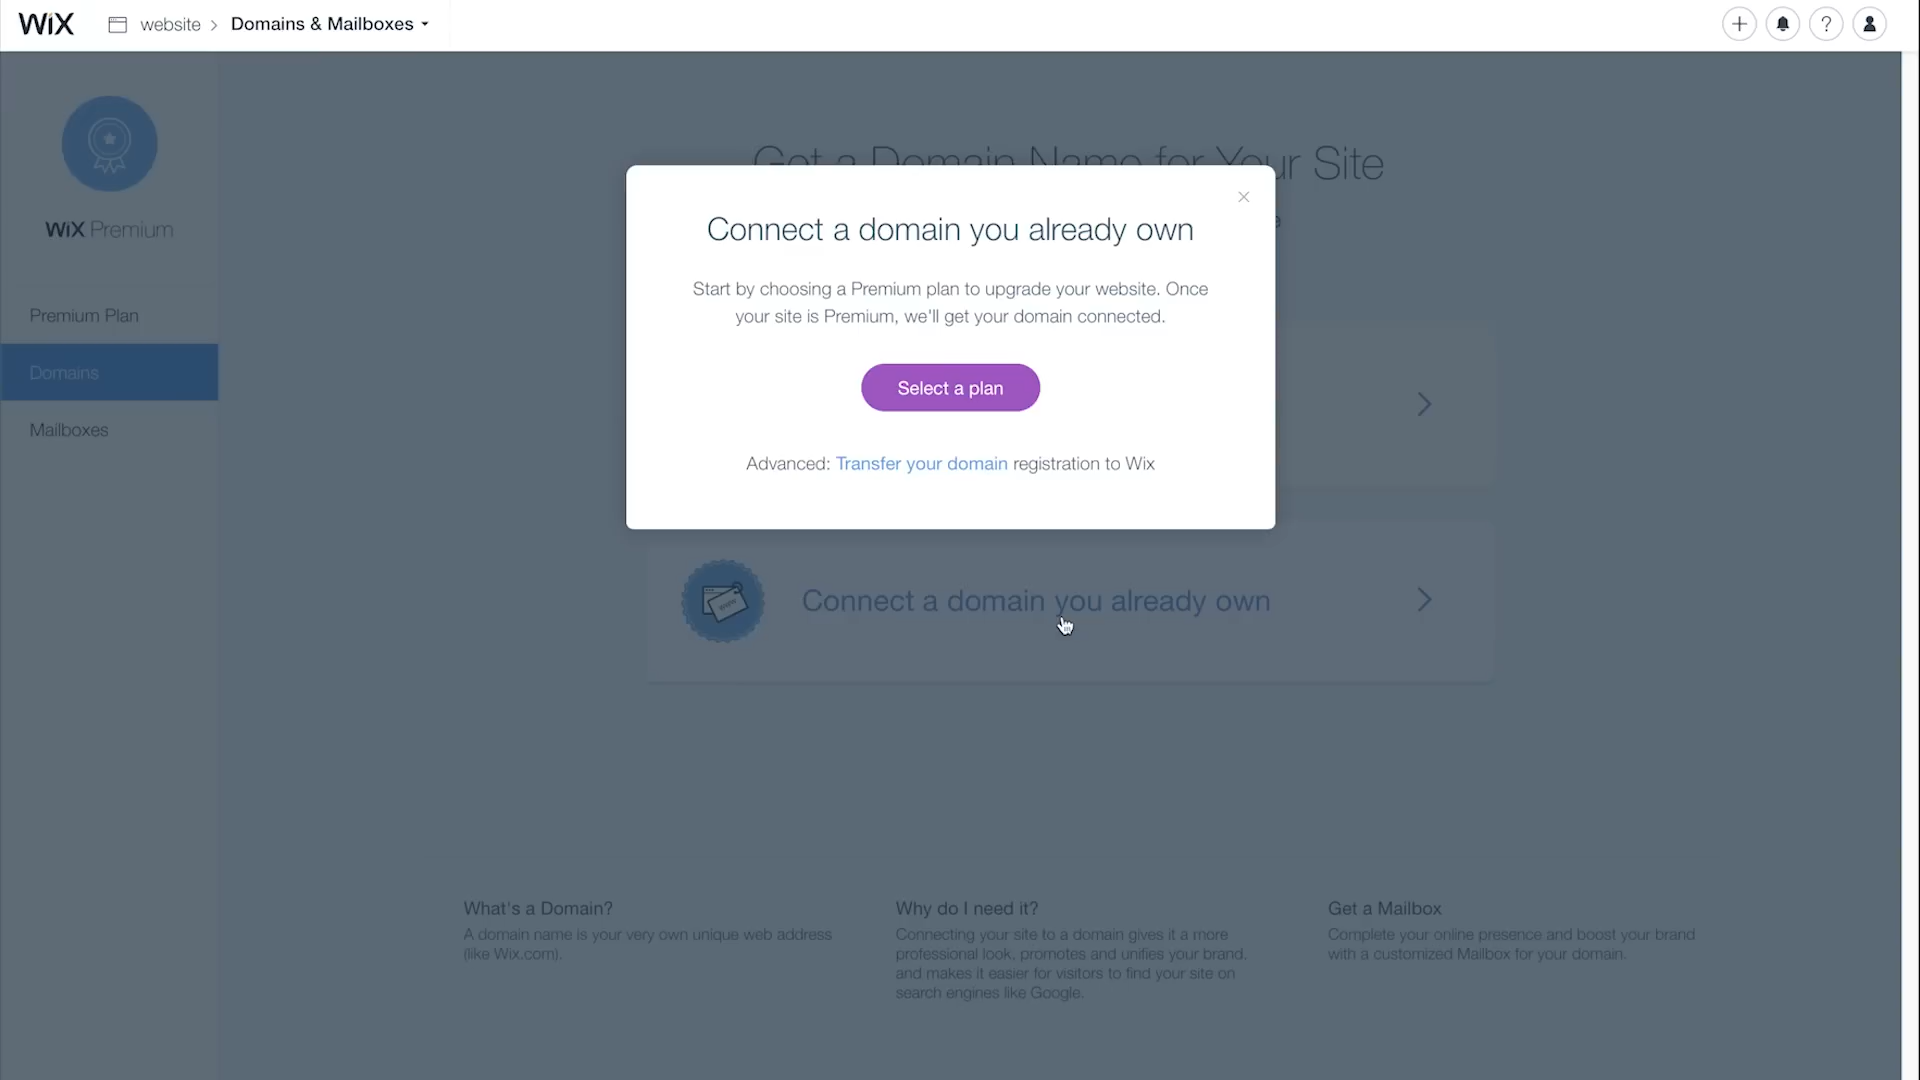 WiX
website > Domains & Mailboxes
?
Get a Domain Name for Your Site
WiX Premium
Connect a domain you already own
Start by choosing a Premium plan to upgrade your website. Once
your site is Premium, we'll get your domain connected.
Premium Plan
Domains
Mailboxes
Select a plan
Advanced: Transfer your domain registration to Wix
www
Connect a domain you already own
What's a Domain?
A domain name is your very own unique web address
(like Wix.com).
Why do I need it?
Connecting your site to a domain gives it a more
professional look, promotes and unifies your brand,
and makes it easier for visitors to find your site on
search engines like Google.
Get a Mailbox
Complete your online presence and boost your brand
with a customized Mailbox for your domain.